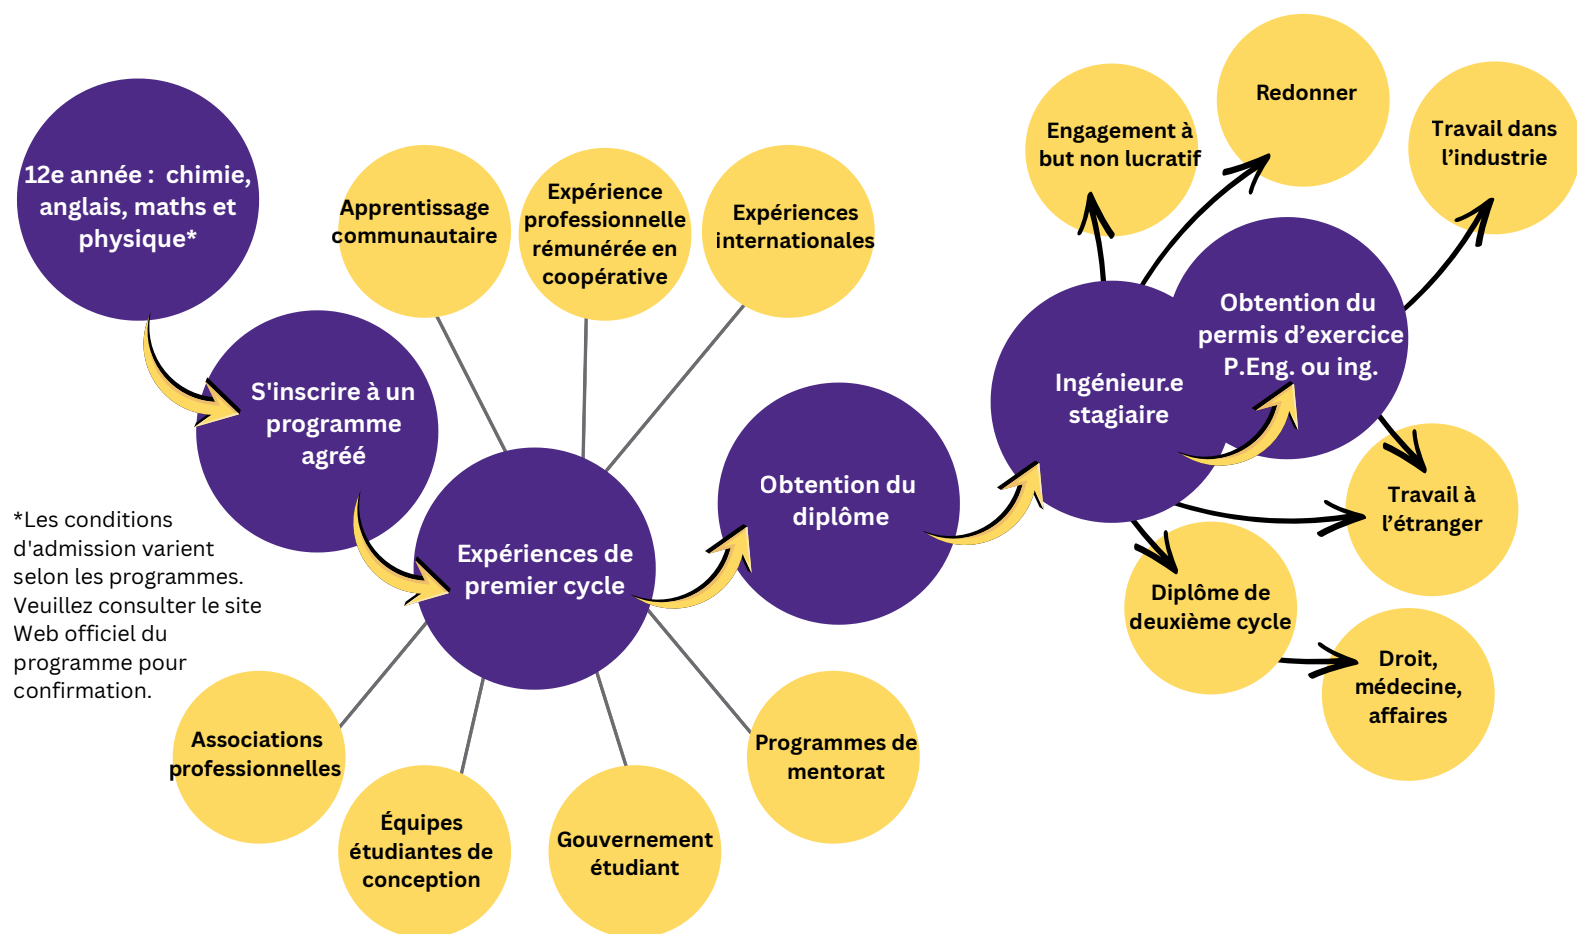 12e année :  chimie,
anglais, maths et
physique*
S'inscrire à un
programme
agréé
*Les conditions
d'admission varient
selon les programmes.
Veuillez consulter le site
Web officiel du
programme pour
confirmation.
Apprentissage
communautaire
Expérience
professionnelle
rémunérée en
coopérative
Expériences
internationales
Expériences de
premier cycle
Associations
professionnelles
Équipes
étudiantes de
conception
Gouvernement
étudiant
Programmes de
mentorat
Obtention du
diplôme
Ingénieur.e
stagiaire
Obtention du
permis d’exercice
P.Eng. ou ing.
Engagement à
but non lucratif
Redonner
Travail dans
l’industrie
Travail à
l’étranger
Diplôme de
deuxième cycle
Droit,
médecine,
affaires